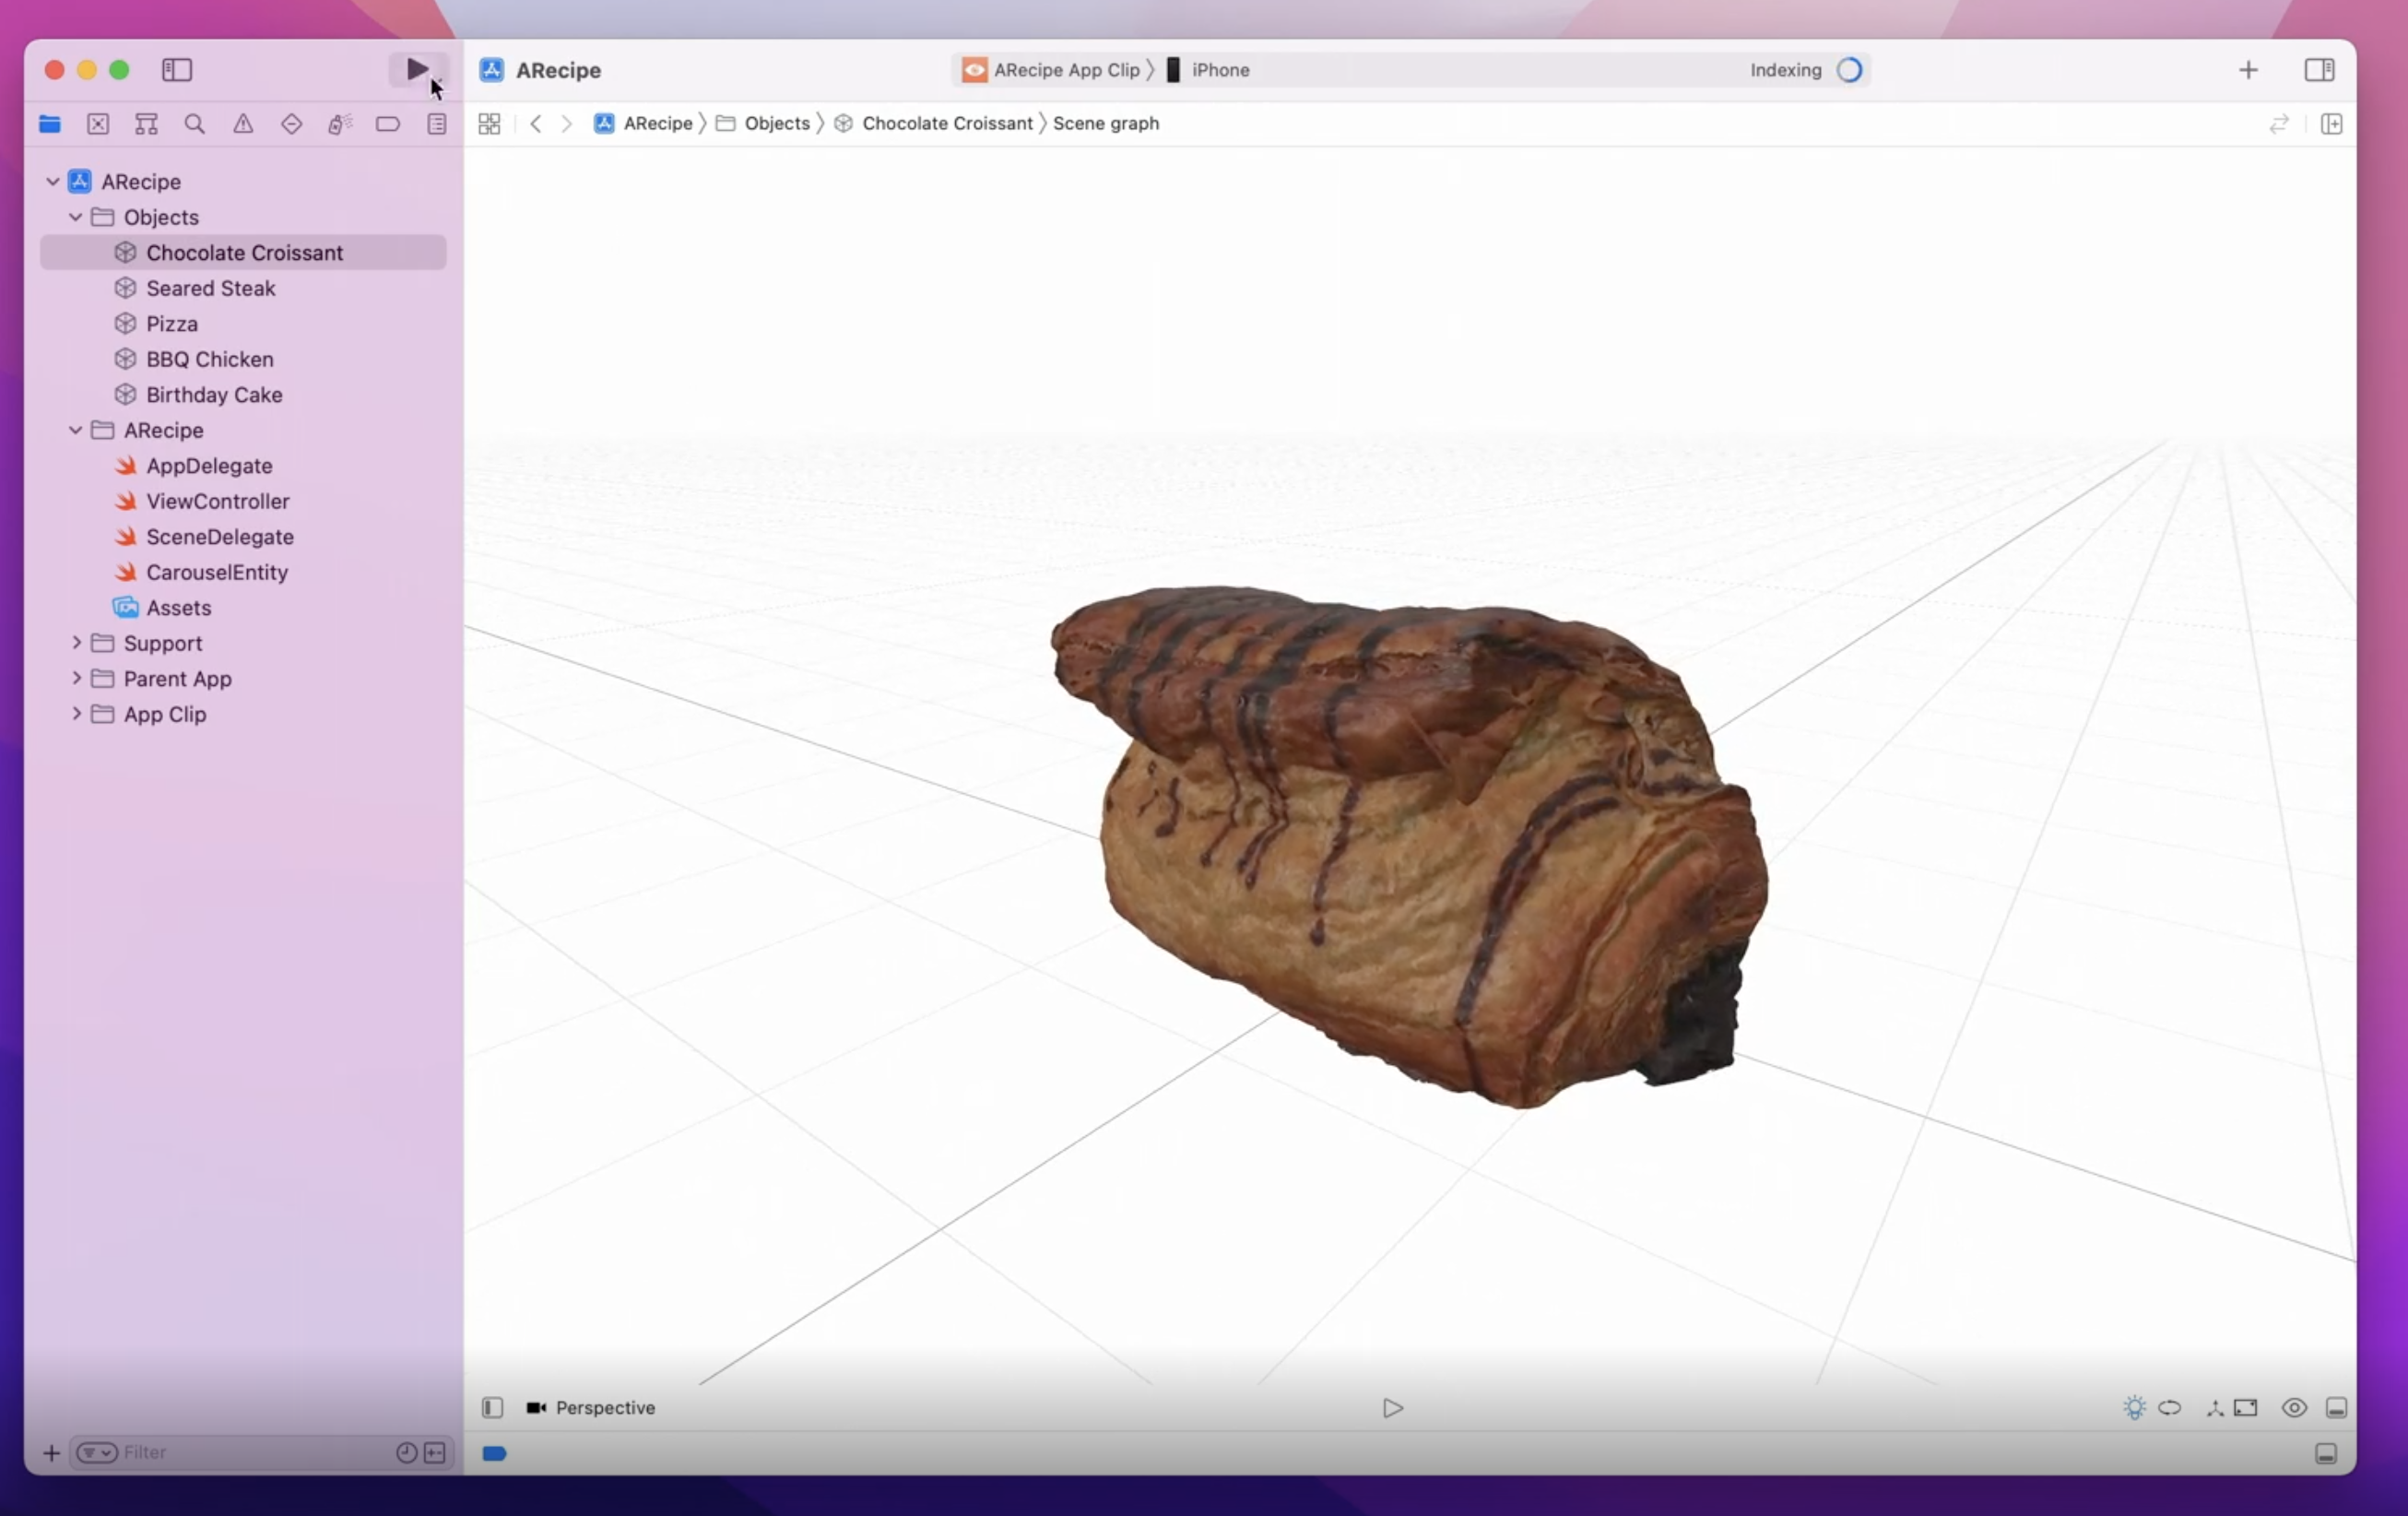 ARecipe
ARecipe App Clip 〉 iPhone
Indexing
ARecipe 〉 Objects 〉 Chocolate Croissant 〉 Scene graph
ARecipe
Objects
Chocolate Croissant
Seared Steak
Pizza
BBQ Chicken
Birthday Cake
ARecipe
AppDelegate
ViewController
SceneDelegate
CarouselEntity
Assets
Support
Parent App
App Clip
Perspective
Filter